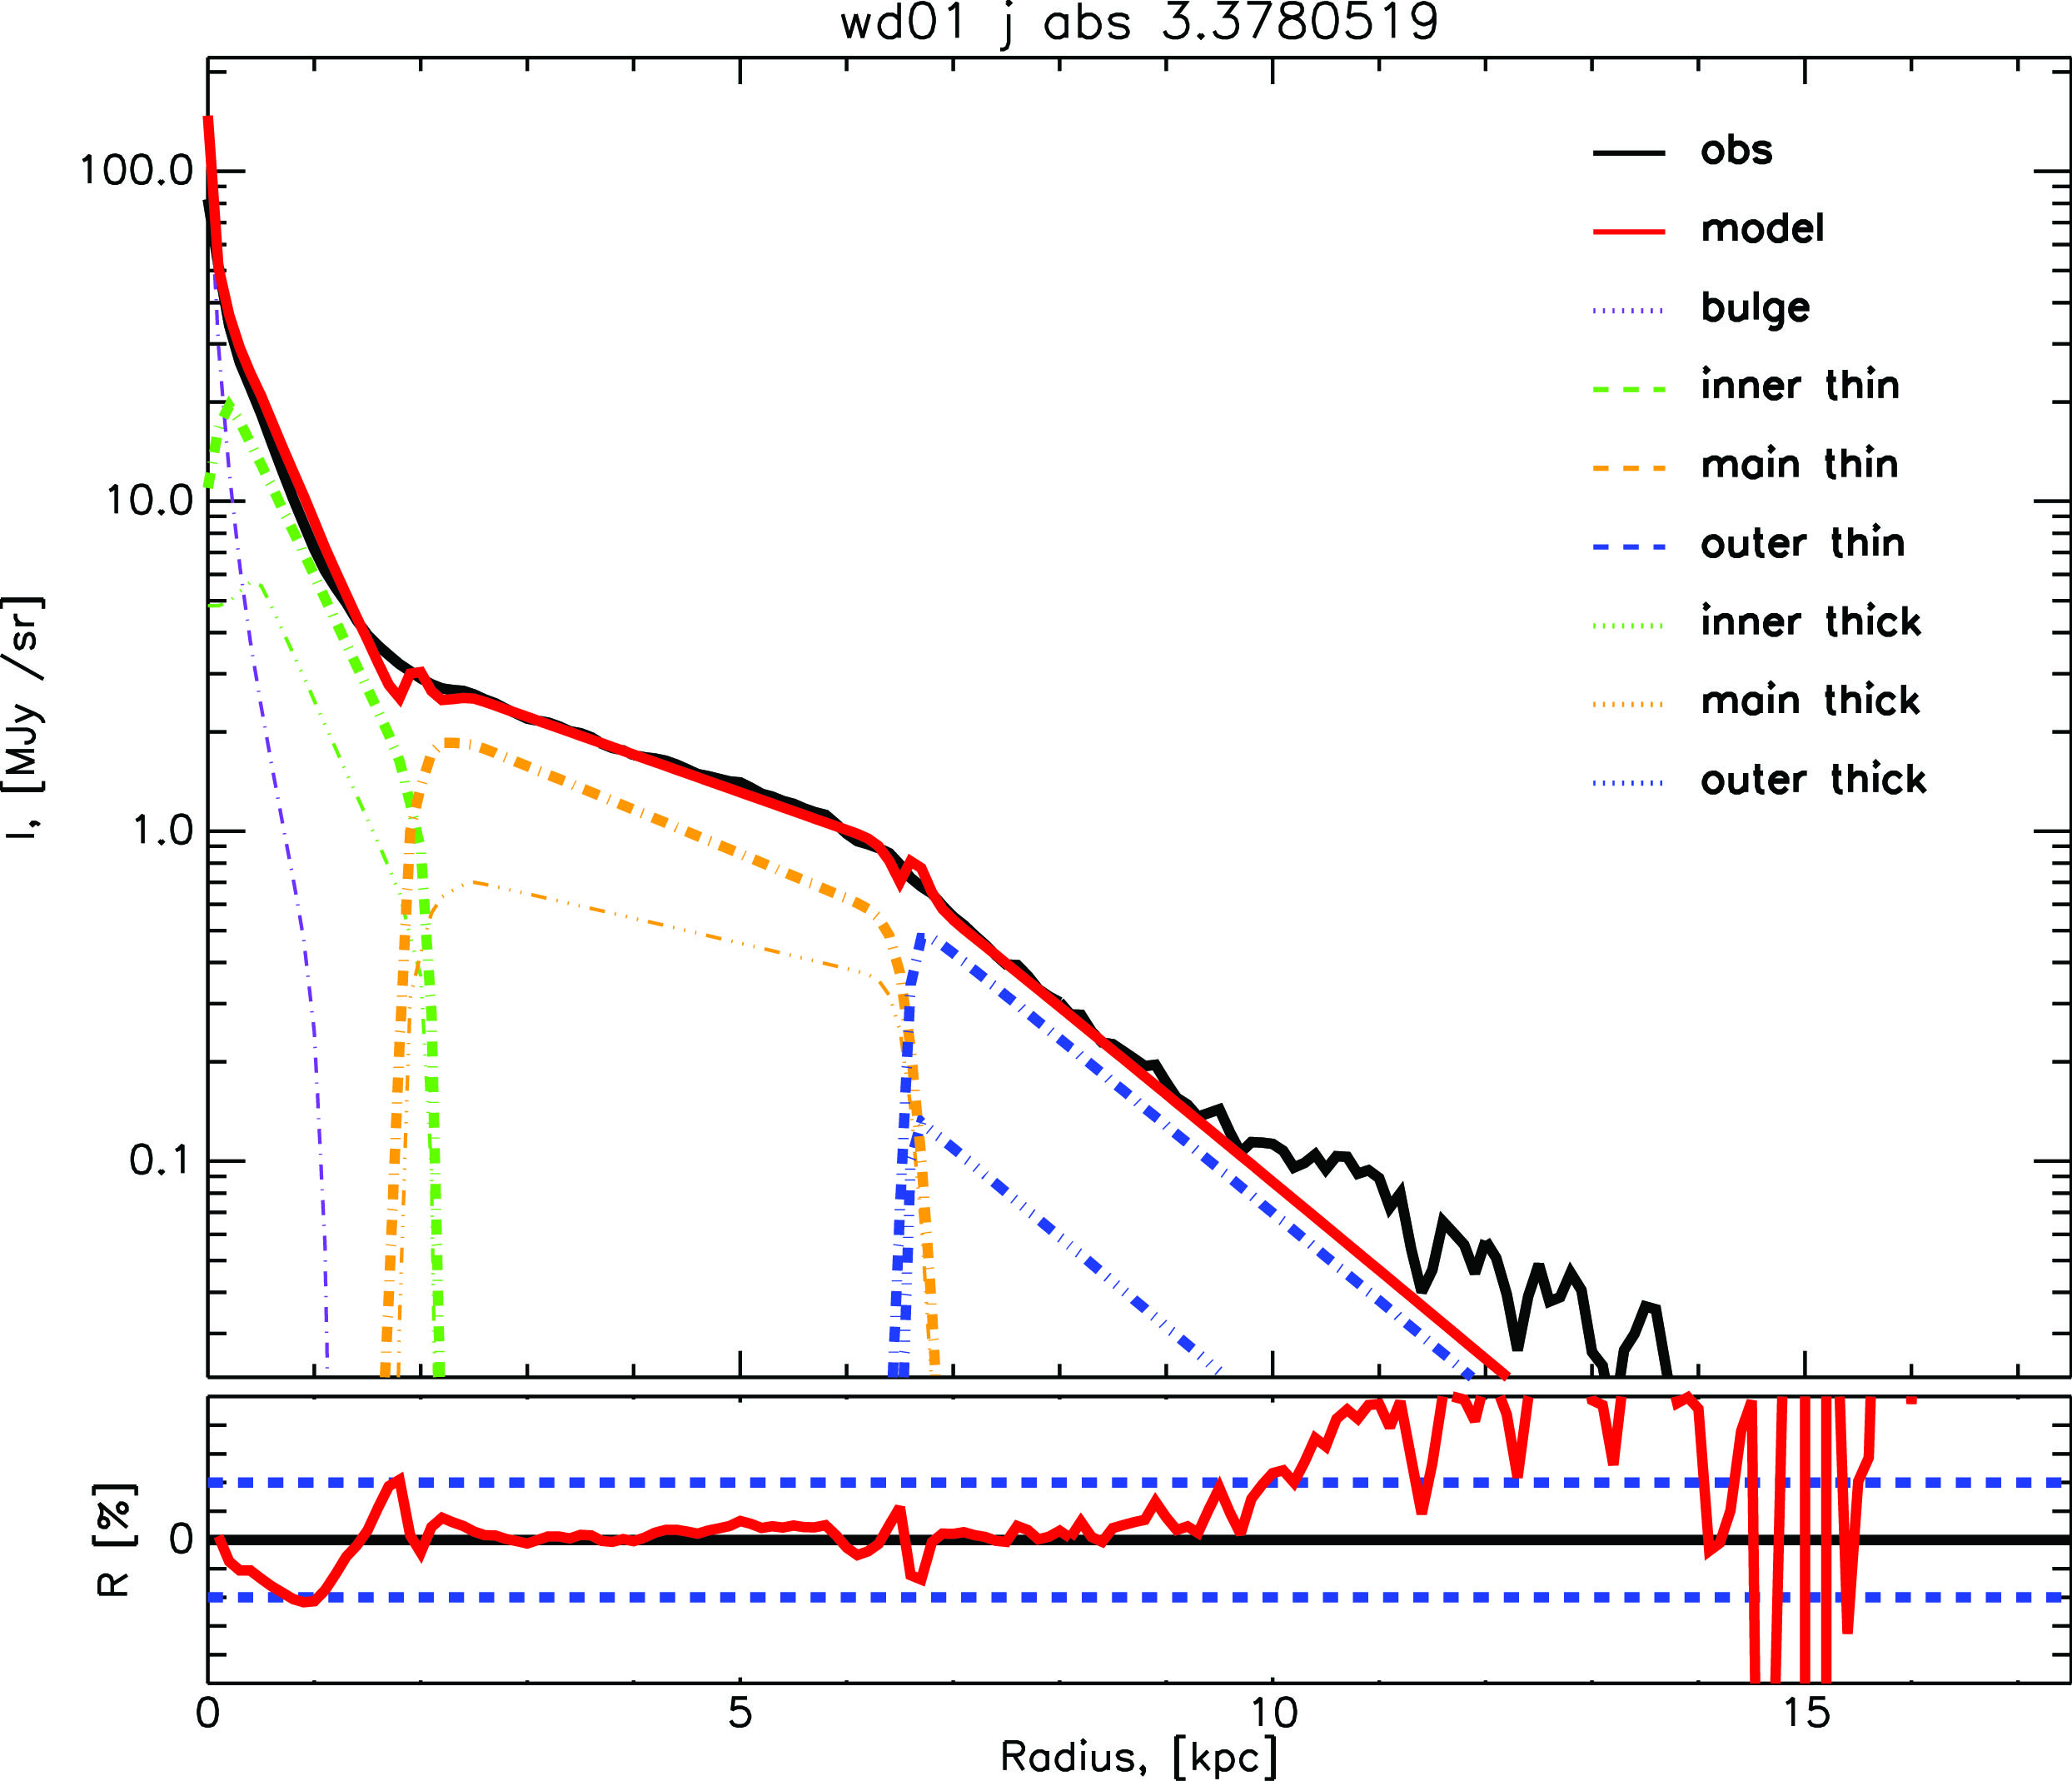 wd01 j abs 3.3780519
I, [MJy /sr]
100.0
10.0
1.0
0.1
obs
model
bulge
inner thin
main thin
outer thin
inner thick
main thick
outer thick
R [%]
0
0 5 10 15
Radius, [kpc]